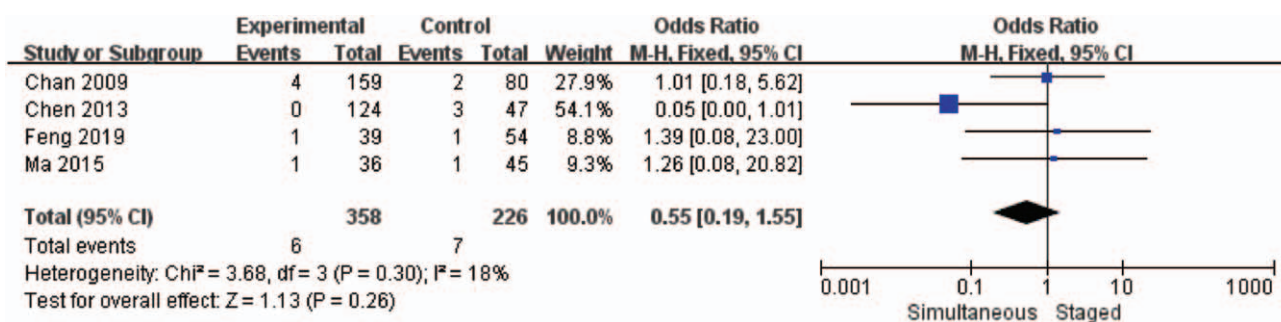 Experimental Control Odds Ratio Odds Ratio
Study or Subgroup Events Total Events Total Weight M-H, Fixed, 95% CI M-H, Fixed, 95% CI
Chan 2009 4 159 2 80 27.9% 1.01 [0.18, 5.62]
Chen 2013 0 124 3 47 54.1% 0.05 [0.00, 1.01]
Feng 2019 1 39 1 54 8.8% 1.39 [0.08, 23.00]
Ma 2015 1 36 1 45 9.3% 1.26 [0.08, 20.82]
Total (95% CI) 358 226 100.0% 0.55 [0.19, 1.55]
Total events 6 7
Heterogeneity: Chi² = 3.68, df = 3 (P = 0.30); I² = 18%
Test for overall effect: Z = 1.13 (P = 0.26)
0.001 0.1 1 10 1000
Simultaneous Staged